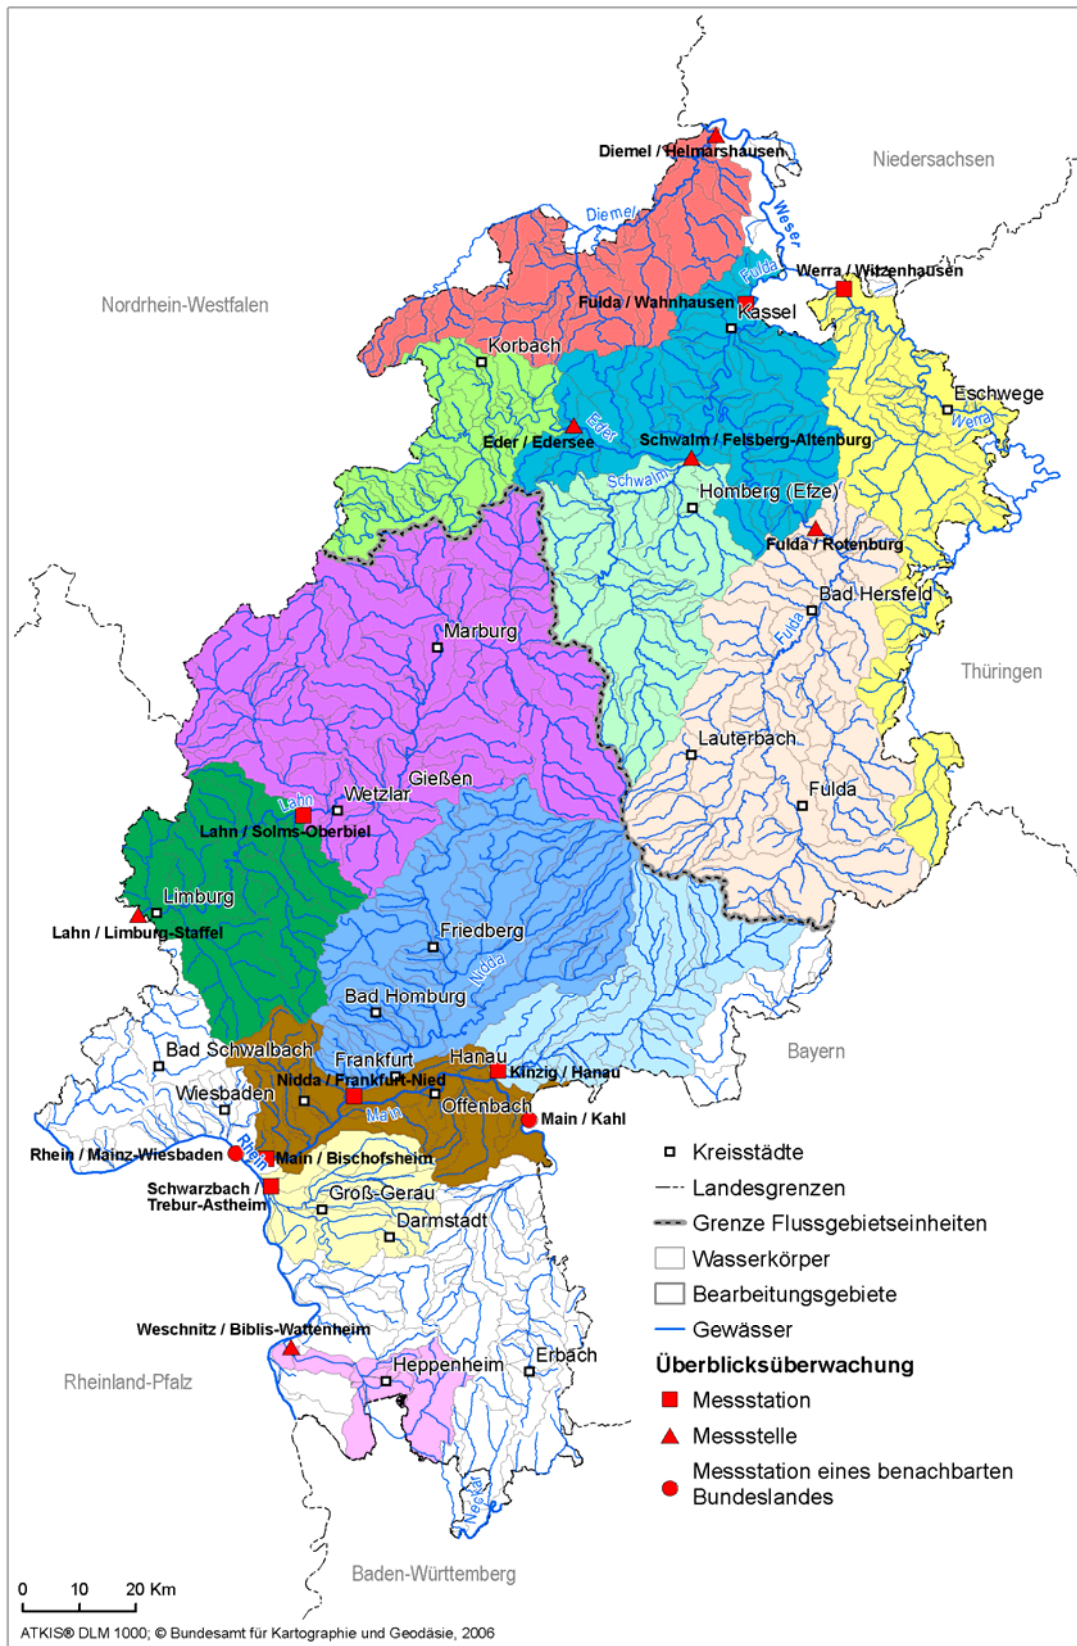 Diemel / Helmarshausen
Niedersachsen
Diemel
Weser
Fulda
Werra / Witzenhausen
Nordrhein-Westfalen
Fulda / Wahnhausen
Kassel
Korbach
Eschwege
Werra
Eder
Eder / Edersee
Schwalm / Felsberg-Altenburg
Schwalm
Homberg (Efze)
Fulda / Rotenburg
Bad Hersfeld
Fulda
Marburg
Thüringen
Lauterbach
Gießen
Wetzlar
Fulda
Lahn
Lahn / Solms-Oberbiel
Limburg
Lahn / Limburg-Staffel
Friedberg
Nidda
Bad Homburg
Bad Schwalbach
Frankfurt
Hanau
Bayern
Kinzig / Hanau
Nidda / Frankfurt-Nied
Wiesbaden
Offenbach
Main
Main / Kahl
Rhein / Mainz-Wiesbaden
Rhein
Main / Bischofsheim
Schwarzbach /
Trebur-Astheim
Groß-Gerau
Darmstadt
Weschnitz / Biblis-Wattenheim
Heppenheim
Erbach
Rheinland-Pfalz
Neckar
Baden-Württemberg
Kreisstädte
Landesgrenzen
Grenze Flussgebietseinheiten
Wasserkörper
Bearbeitungsgebiete
Gewässer
Überblicksüberwachung
Messstation
Messstelle
Messstation eines benachbarten
Bundeslandes
0 10 20 Km
ATKIS® DLM 1000; © Bundesamt für Kartographie und Geodäsie, 2006